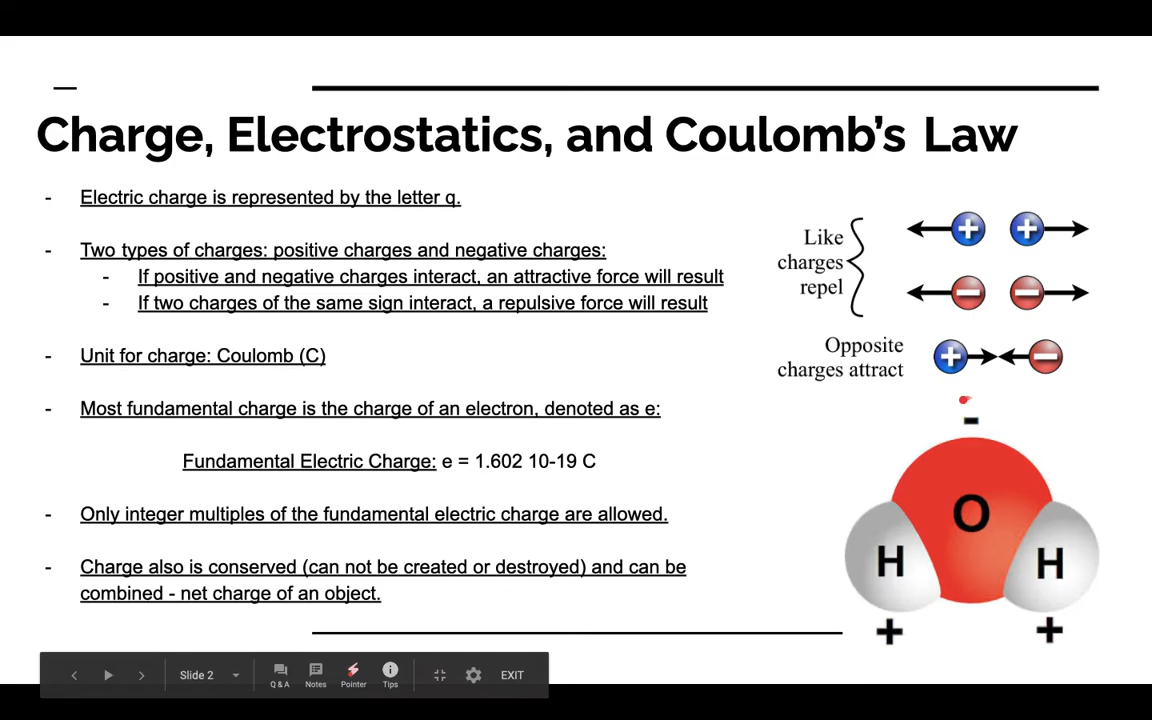 Charge, Electrostatics, and Coulomb's Law
- Electric charge is represented by the letter q.
- Two types of charges: positive charges and negative charges:
- If positive and negative charges interact, an attractive force will result
- If two charges of the same sign interact, a repulsive force will result
- Unit for charge: Coulomb (C)
- Most fundamental charge is the charge of an electron, denoted as e:
Fundamental Electric Charge: e = 1.602 10-19 C
- Only integer multiples of the fundamental electric charge are allowed.
- Charge also is conserved (can not be created or destroyed) and can be
combined - net charge of an object.
Like
charges
repel
+ +
- -
Opposite
charges attract
+ -
-
O
H H
+ +
Slide 2
Q & A
Notes
Pointer
Tips
EXIT